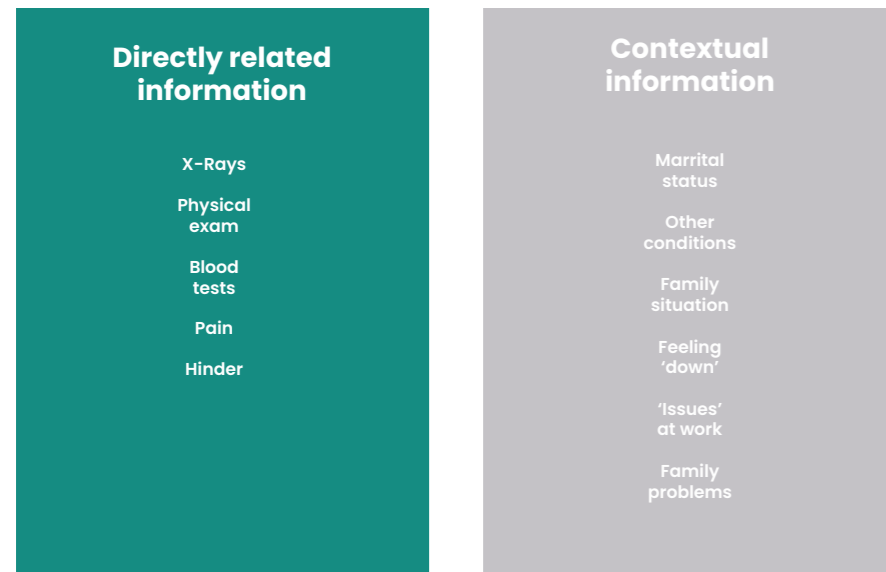 Directly related
information
X-Rays
Physical
exam
Blood
tests
Pain
Hinder
Contextual
information
Marrital
status
Other
conditions
Family
situation
Feeling
‘down’
‘Issues’
at work
Family
problems